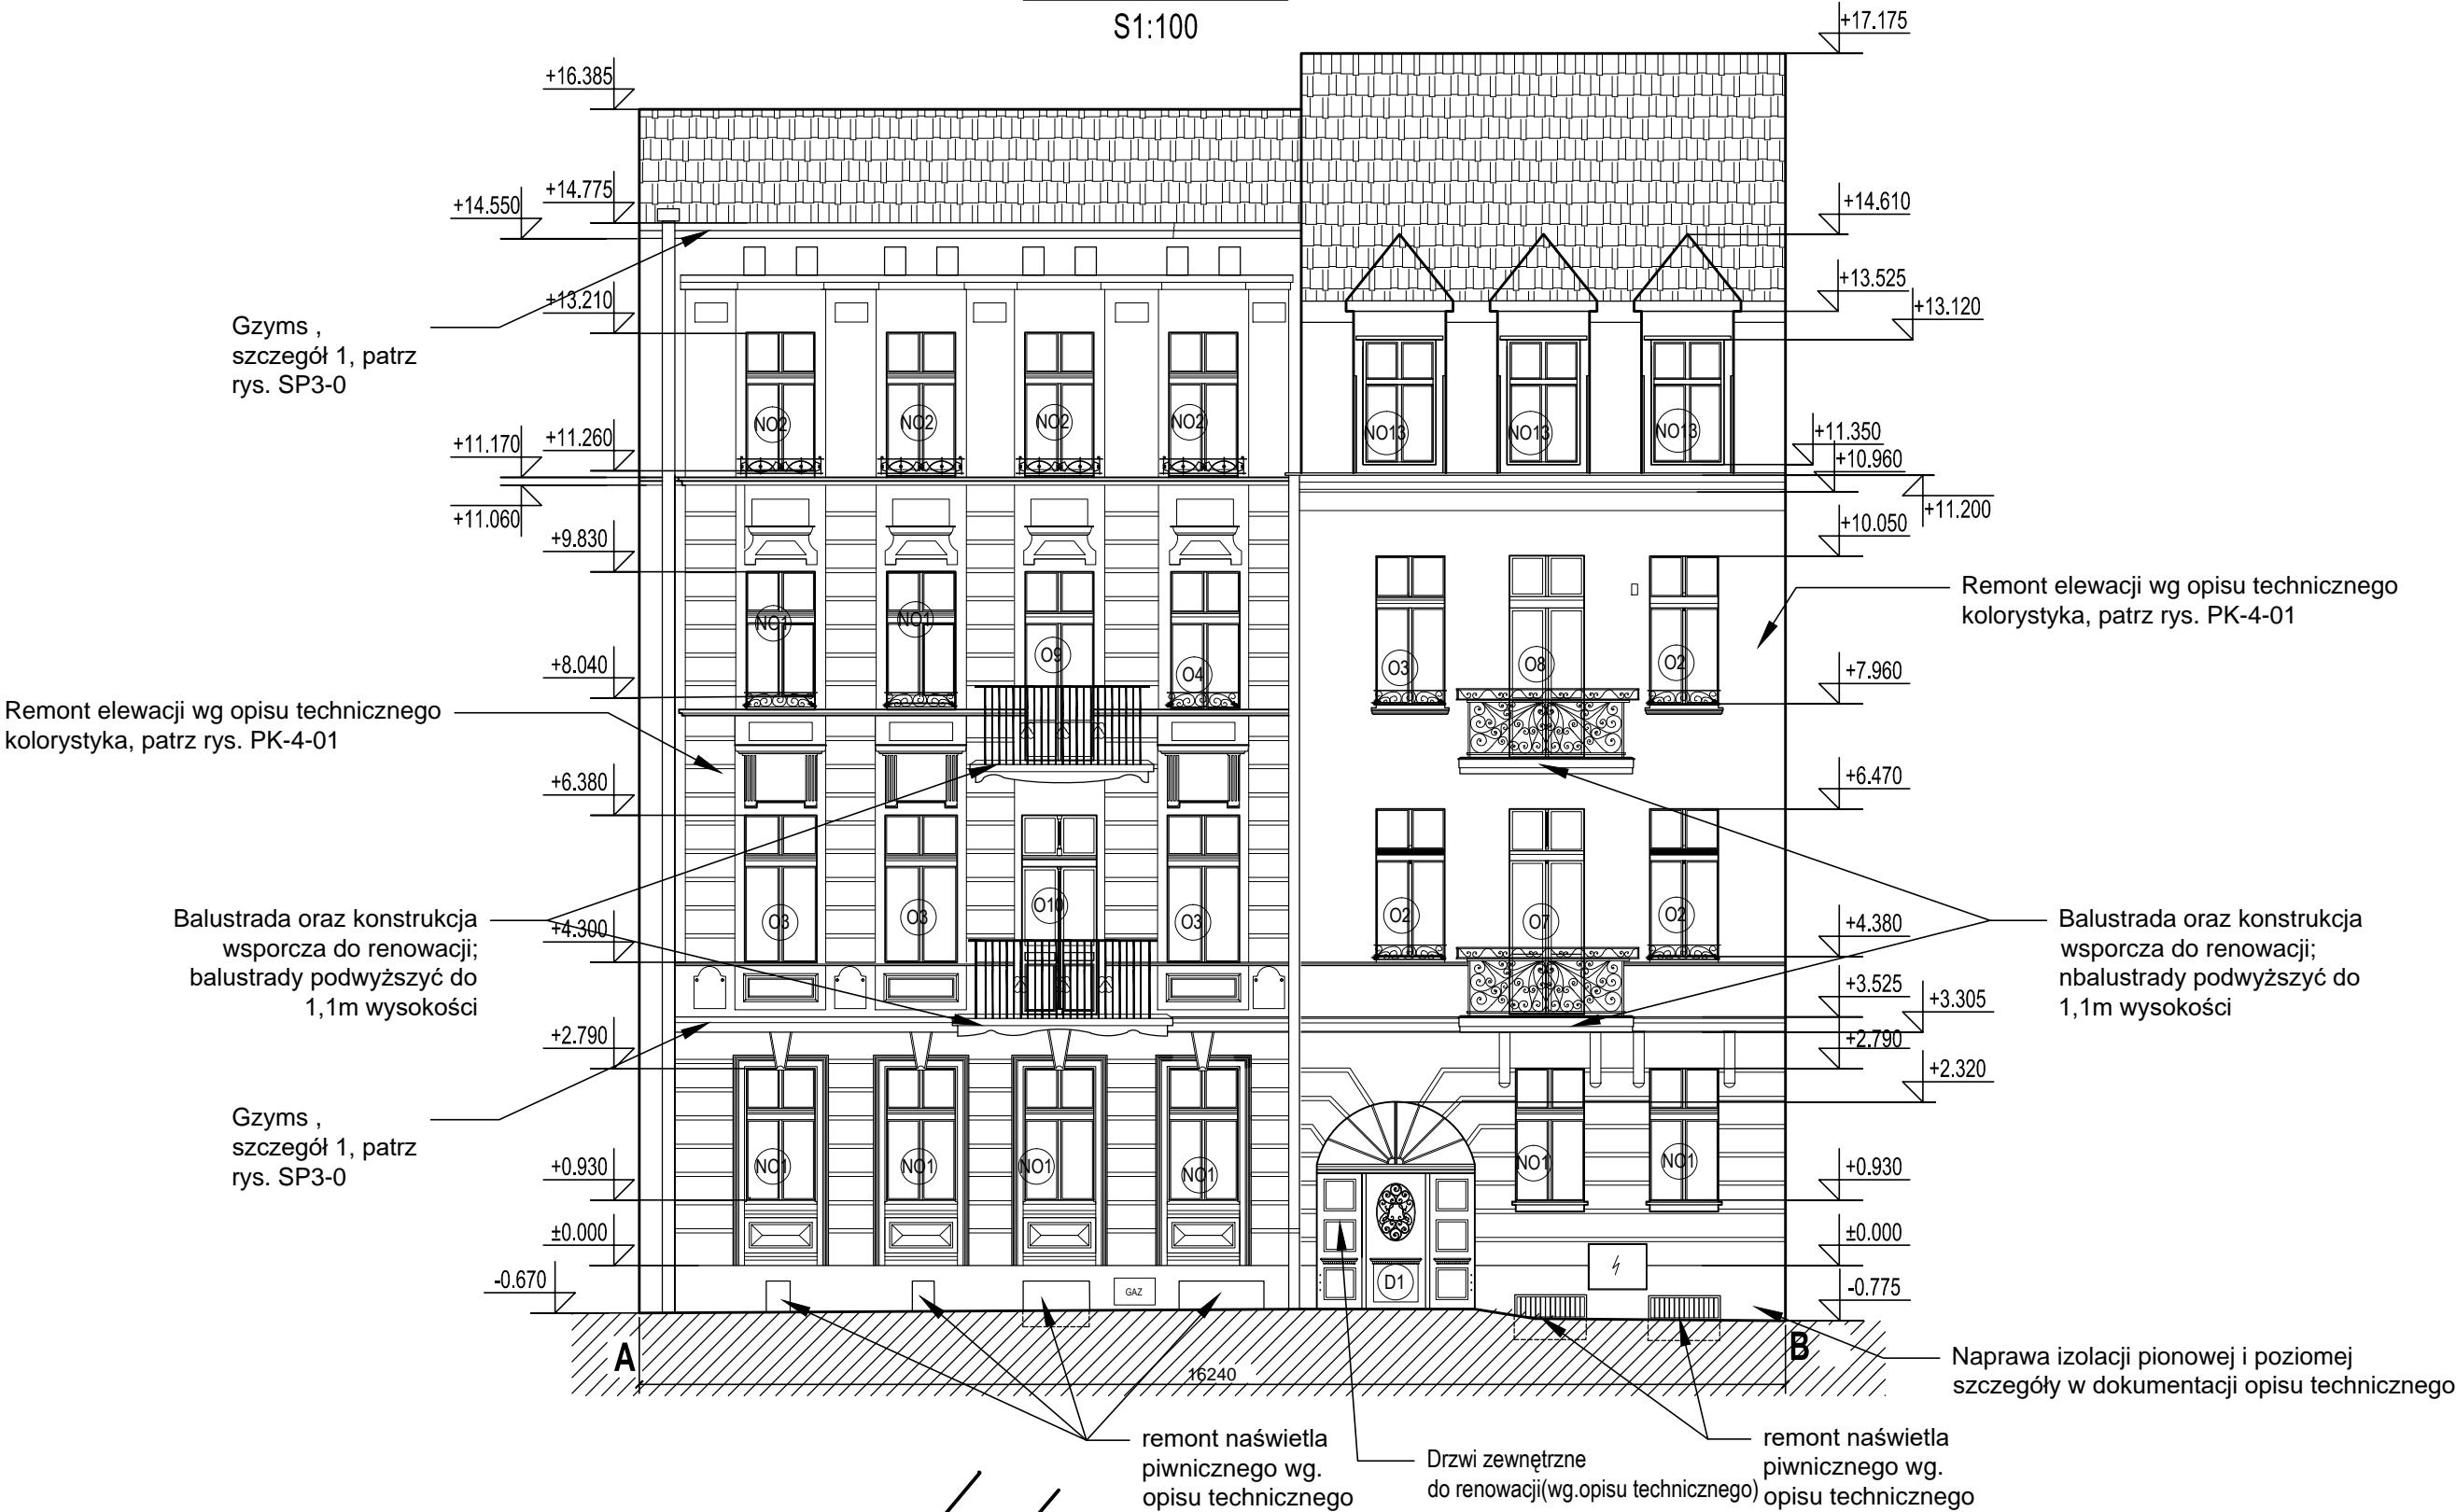 S1:100
+17.175
+16.385
+14.775
+14.550
+14.610
+13.525
+13.210
+13.120
Gzyms ,
szczegół 1, patrz
rys. SP3-0
NO2
NO2
NO2
NO2
NO13
NO13
NO13
+11.170
+11.260
+11.350
+10.960
+11.060
+11.200
+9.830
+10.050
Remont elewacji wg opisu technicznego
kolorystyka, patrz rys. PK-4-01
NO1
NO1
O9
O4
O3
O8
O2
+8.040
+7.960
Remont elewacji wg opisu technicznego
kolorystyka, patrz rys. PK-4-01
+6.380
+6.470
O3
O3
O10
O3
O2
O7
O2
Balustrada oraz konstrukcja
wsporcza do renowacji;
balustrady podwyższyć do
1,1m wysokości
+4.300
+4.380
Balustrada oraz konstrukcja
wsporcza do renowacji;
nbalustrady podwyższyć do
1,1m wysokości
+3.525
+3.305
+2.790
+2.790
+2.320
Gzyms ,
szczegół 1, patrz
rys. SP3-0
NO1
NO1
NO1
NO1
NO1
NO1
+0.930
+0.930
±0.000
±0.000
-0.670
-0.775
GAZ
D1
A
B
16240
Naprawa izolacji pionowej i poziomej
szczegóły w dokumentacji opisu technicznego
remont naświetla
piwnicznego wg.
opisu technicznego
Drzwi zewnętrzne
do renowacji(wg.opisu technicznego)
remont naświetla
piwnicznego wg.
opisu technicznego